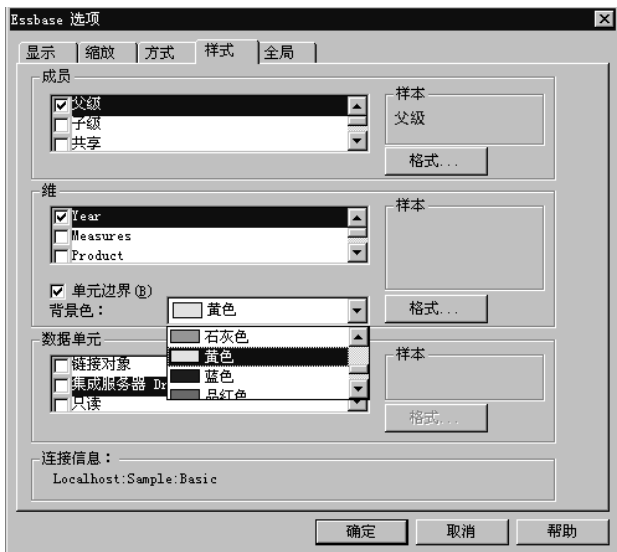 Essbase 选项
显示 缩放 方式 样式 全局
成员
父级
子级
共享
样本
父级
格式...
维
Year
Measures
Product
样本
单元边界(B)
背景色： 黄色
格式...
石灰色
黄色
蓝色
品红色
数据单元
链接对象
集成服务器 Dr
只读
样本
格式...
连接信息：
Localhost:Sample:Basic
确定 取消 帮助